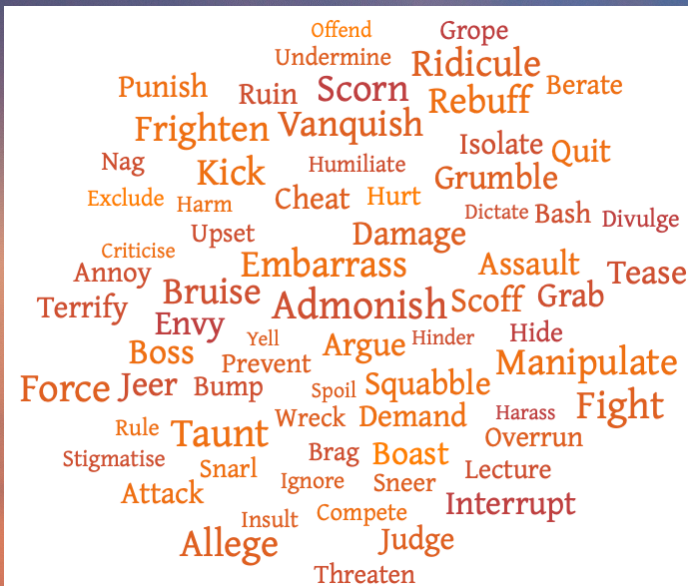 Offend Grope
Undermine Ridicule
Punish Ruin Scorn Rebuff Berate
Frighten Vanquish
Isolate Quit
Nag Kick Humiliate Grumble
Exclude Harm Cheat Hurt
Dictate Bash Divulge
Upset Damage
Criticise Embarrass Assault
Annoy Tease
Terrify Bruise Admonish Scoff Grab
Envy Yell Argue Hinder Hide
Boss Prevent Manipulate
Force Jeer Bump Spoil Squabble Fight
Rule Taunt Wreck Demand Harass
Overrun
Stigmatise Snarl Brag Boast Lecture
Attack Ignore Sneer Interrupt
Insult Compete
Allege Judge
Threaten